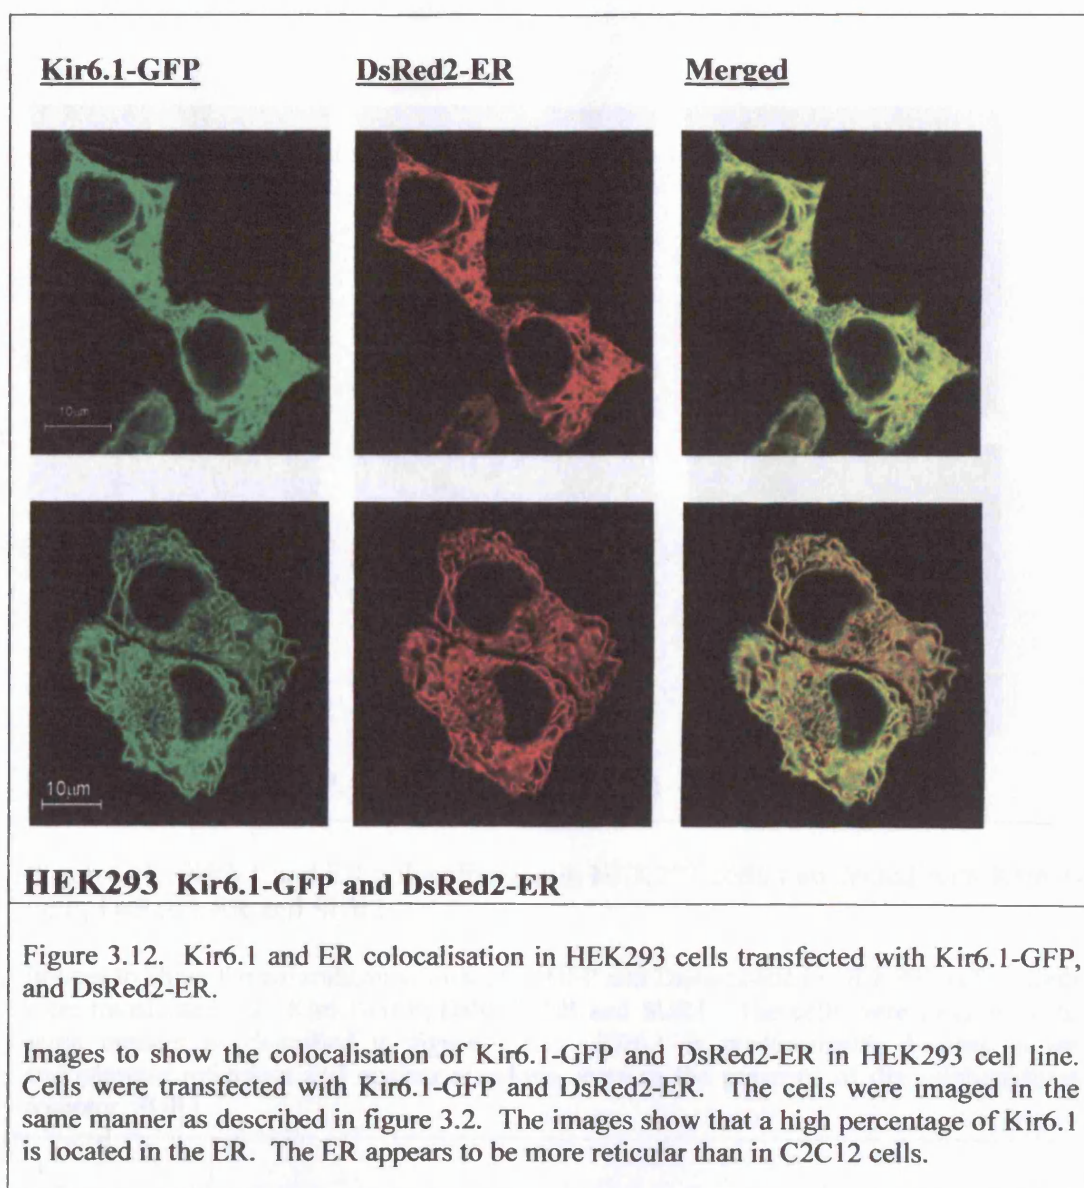 Kir6.1-GFP DsRed2-ER Merged
10μm
10μm
HEK293 Kir6.1-GFP and DsRed2-ER
Figure 3.12. Kir6.1 and ER colocalisation in HEK293 cells transfected with Kir6.1-GFP,
and DsRed2-ER.
Images to show the colocalisation of Kir6.1-GFP and DsRed2-ER in HEK293 cell line.
Cells were transfected with Kir6.1-GFP and DsRed2-ER. The cells were imaged in the
same manner as described in figure 3.2. The images show that a high percentage of Kir6.1
is located in the ER. The ER appears to be more reticular than in C2C12 cells.